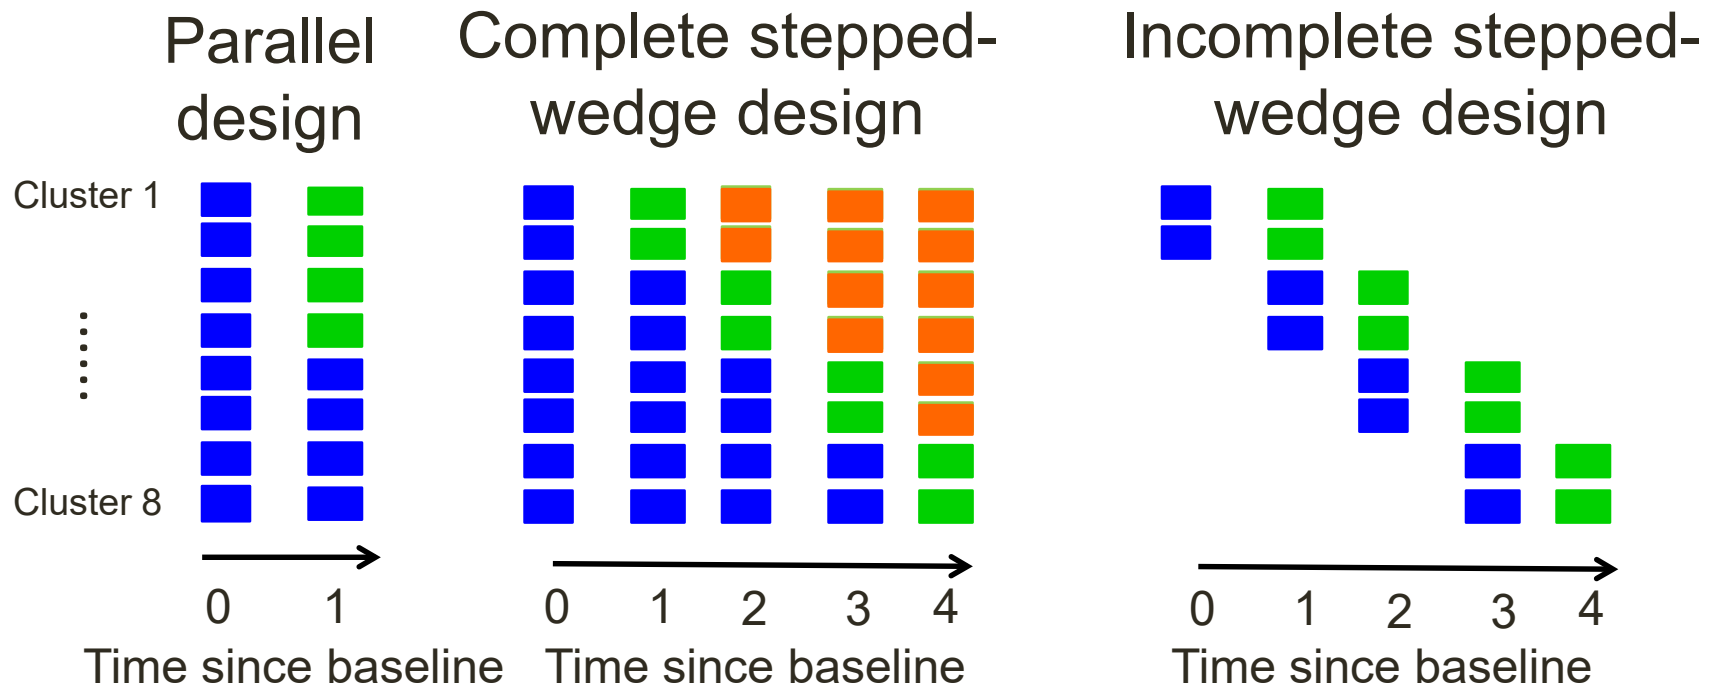 Parallel
design
Complete stepped-
wedge design
Incomplete stepped-
wedge design
Cluster 1
Cluster 8
0 1
Time since baseline
0 1 2 3 4
Time since baseline
0 1 2 3 4
Time since baseline